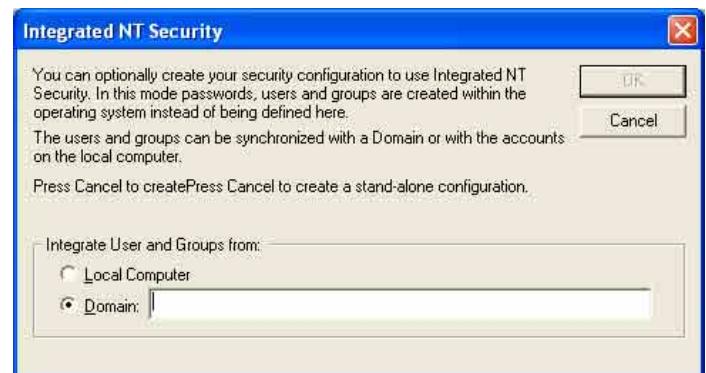 Integrated NT Security
You can optionally create your security configuration to use Integrated NT
Security. In this mode passwords, users and groups are created within the
operating system instead of being defined here.
The users and groups can be synchronized with a Domain or with the accounts
on the local computer.
Press Cancel to createPress Cancel to create a stand-alone configuration.
OK
Cancel
Integrate User and Groups from:
Local Computer
Domain: